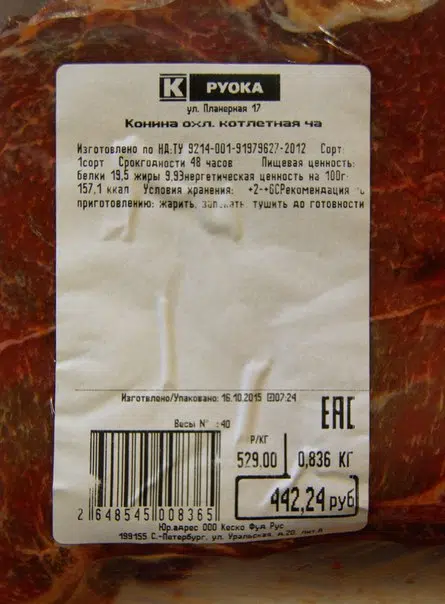 К РУОКА
ул. Планерная 17
Конина охл. котлетная ча
Изготовлено по НА:ТУ 9214-001-91979627-2012 Сорт:
1сорт Срокгодности 48 часов Пищевая ценность:
белки 19,5 жиры 9,9Энергетическая ценность на 100г:
157,1 ккал Условия хранения: +2-+6СРекомендация
приготовлению: жарить, тушить до готовности
Изготовлено/Упаковано: 16.10.2015 07:24
Весы N° :40
ЕАС
Р/КГ
529.00 0,836 КГ
442,24 руб
2 648545 008365
Юр.адрес ООО Кеско Фуд Рус
199155 С.-Петербург, ул. Уральская, д.20, лит.А